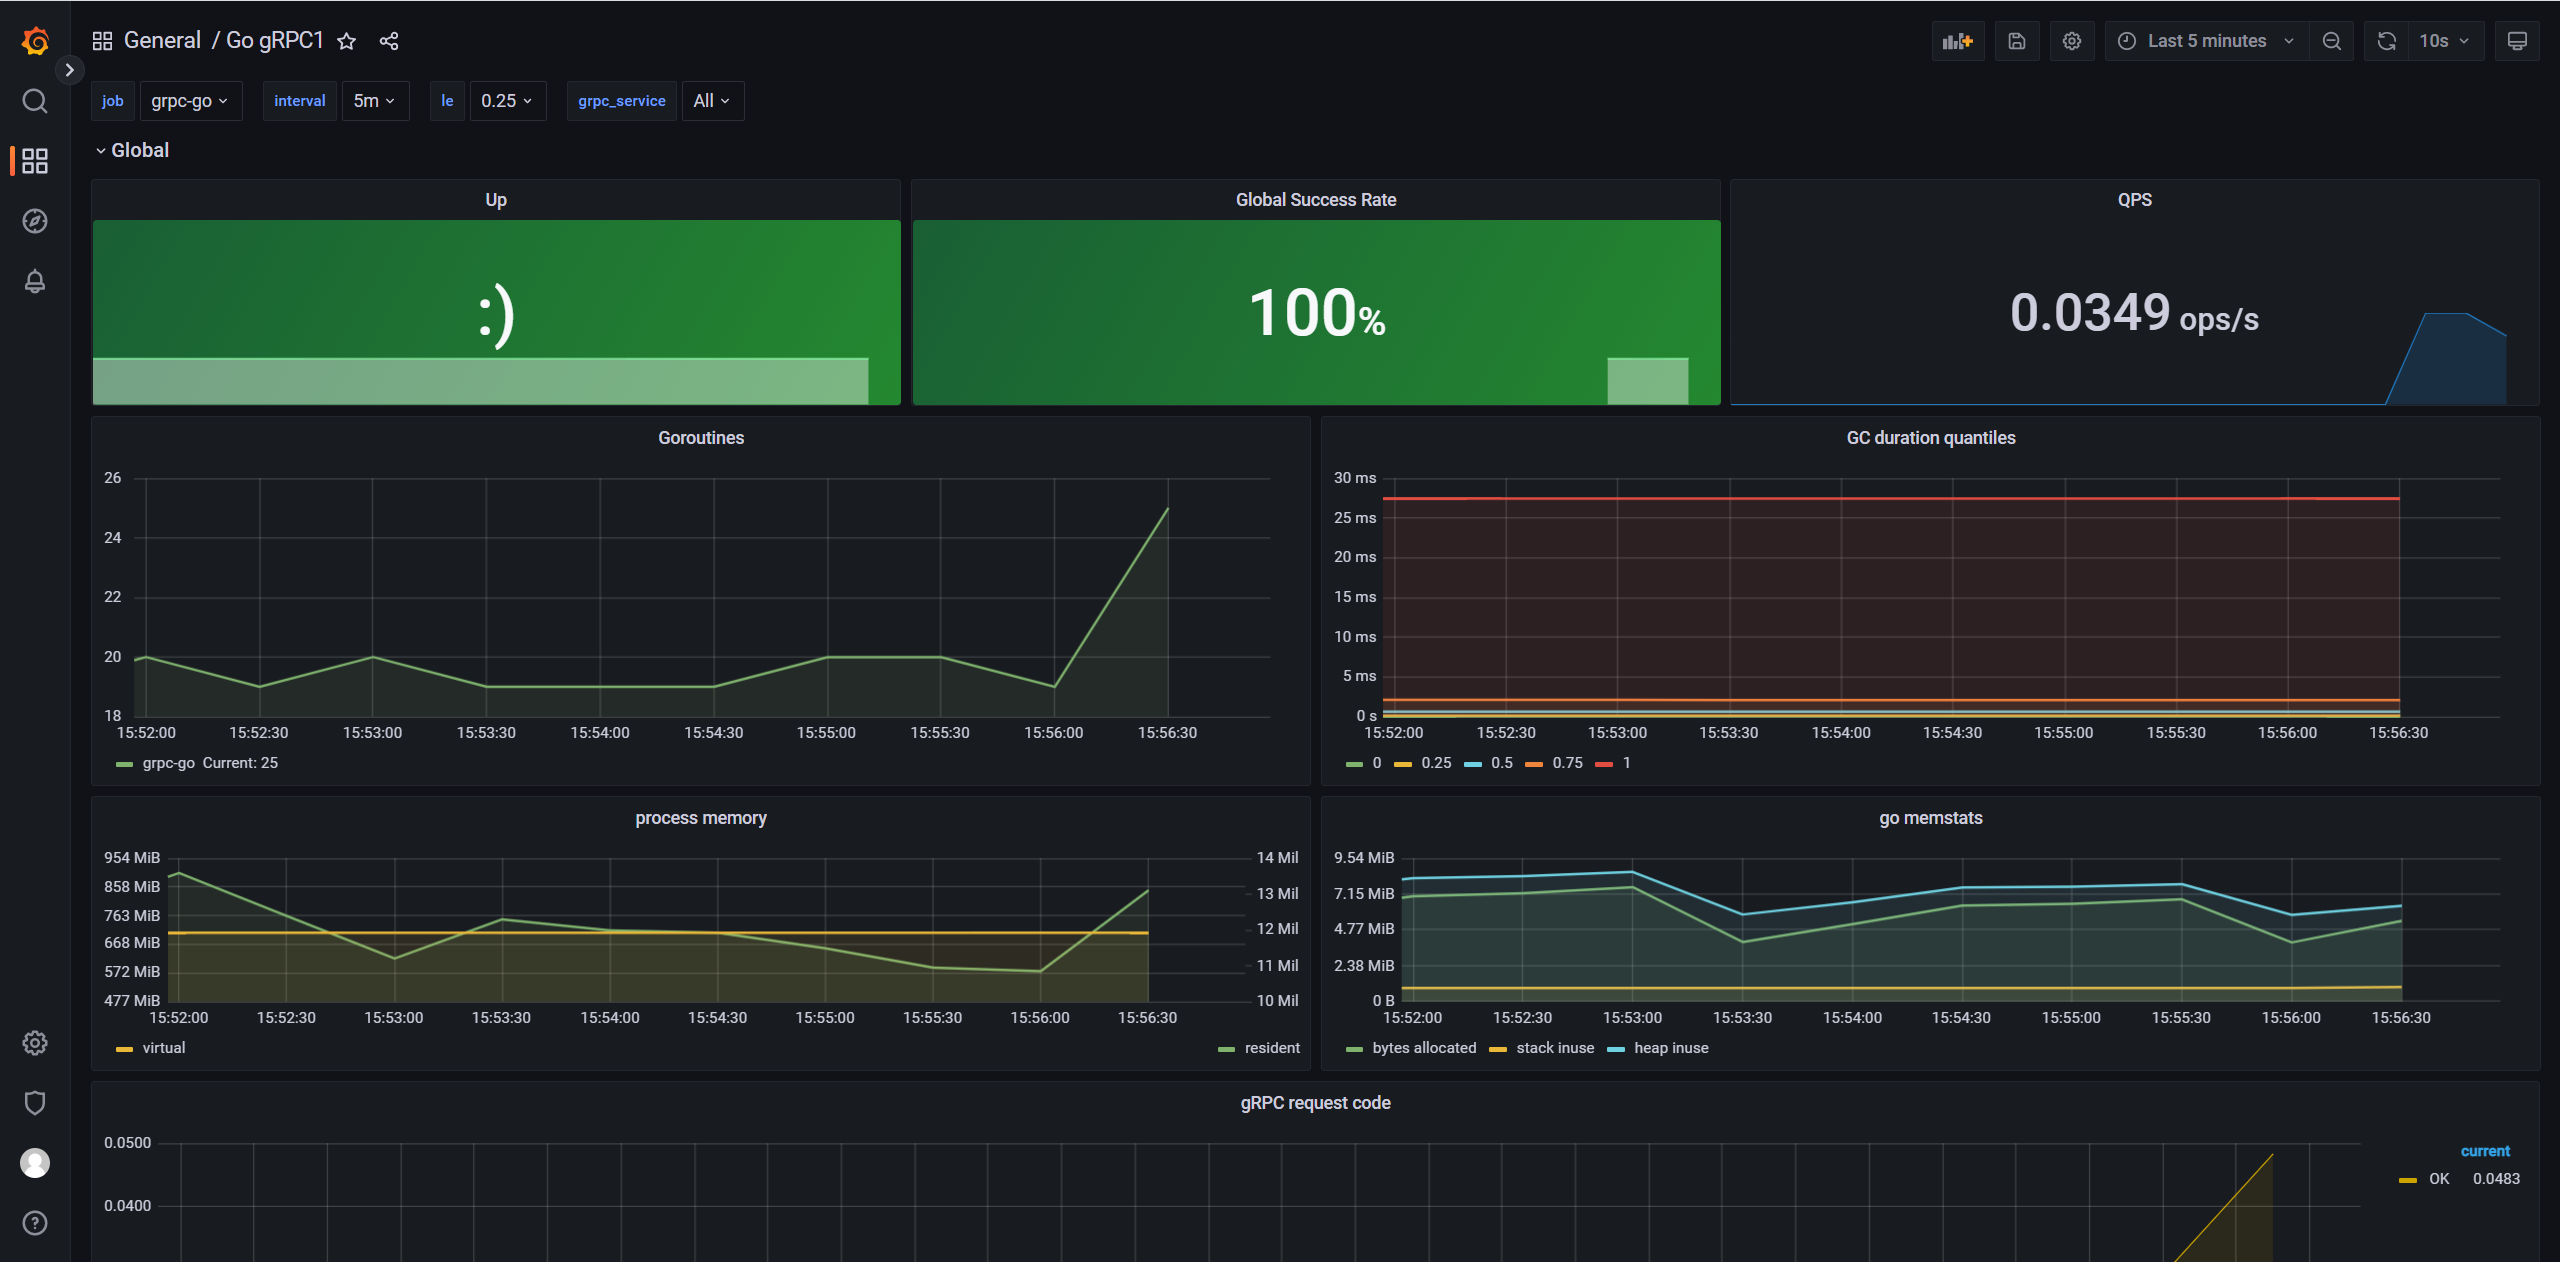 General / Go gRPC1
Last 5 minutes
10s
job grpc-go interval 5m le 0.25 grpc_service All
Global
Up
:)
Global Success Rate
100%
QPS
0.0349 ops/s
Goroutines
26
24
22
20
18
15:52:00 15:52:30 15:53:00 15:53:30 15:54:00 15:54:30 15:55:00 15:55:30 15:56:00 15:56:30
grpc-go Current: 25
GC duration quantiles
30 ms
25 ms
20 ms
15 ms
10 ms
5 ms
0 s
15:52:00 15:52:30 15:53:00 15:53:30 15:54:00 15:54:30 15:55:00 15:55:30 15:56:00 15:56:30
0 0.25 0.5 0.75 1
process memory
954 MiB
858 MiB
763 MiB
668 MiB
572 MiB
477 MiB
14 Mil
13 Mil
12 Mil
11 Mil
10 Mil
15:52:00 15:52:30 15:53:00 15:53:30 15:54:00 15:54:30 15:55:00 15:55:30 15:56:00 15:56:30
virtual resident
go memstats
9.54 MiB
7.15 MiB
4.77 MiB
2.38 MiB
0 B
15:52:00 15:52:30 15:53:00 15:53:30 15:54:00 15:54:30 15:55:00 15:55:30 15:56:00 15:56:30
bytes allocated stack inuse heap inuse
gRPC request code
0.0500
0.0400
current
OK 0.0483